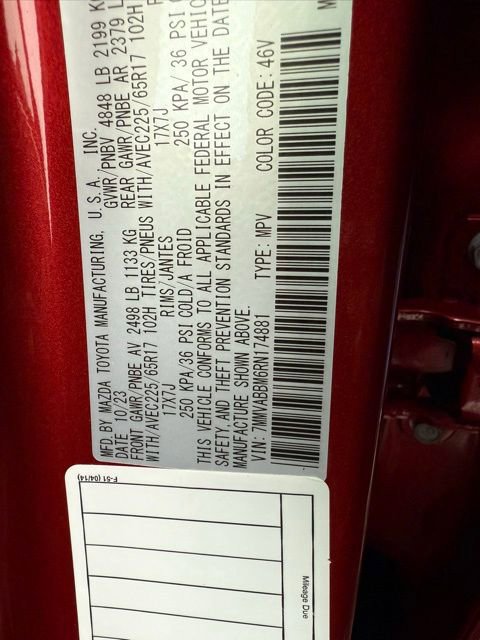 MFD. BY MAZDA TOYOTA MANUFACTURING, U.S.A. INC.
DATE 10/23 GVWR/PNBV 4848 LB 2199 KG
FRONT GAWR/PNBE AV 2498 LB 1133 KG REAR GAWR/PNBE AR 2379 L
WITH/AVEC225/65R17 102H TIRES/PNEUS WITH/AVEC225/65R17 102H
17X7J RIMS/JANTES 17X7J
250 KPA/36 PSI COLD/A FROID 250 KPA/ 36 PSI
THIS VEHICLE CONFORMS TO ALL APPLICABLE FEDERAL MOTOR VEHIC
SAFETY, AND THEFT PREVENTION STANDARDS IN EFFECT ON THE DATE
MANUFACTURE SHOWN ABOVE.
VIN: 7MMVABBM6RN174881 TYPE: MPV COLOR CODE: 46V
M
F-51 (04/14)
Mileage Due